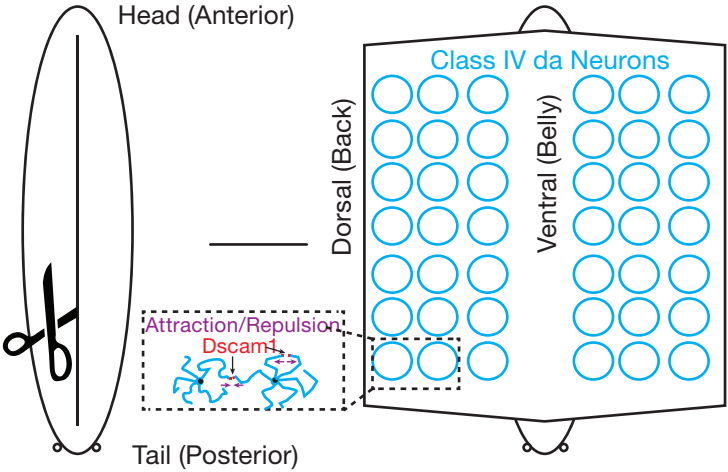 Head (Anterior)
Class IV da Neurons
Dorsal (Back)
Ventral (Belly)
Attraction/Repulsion
Dscam1
Tail (Posterior)